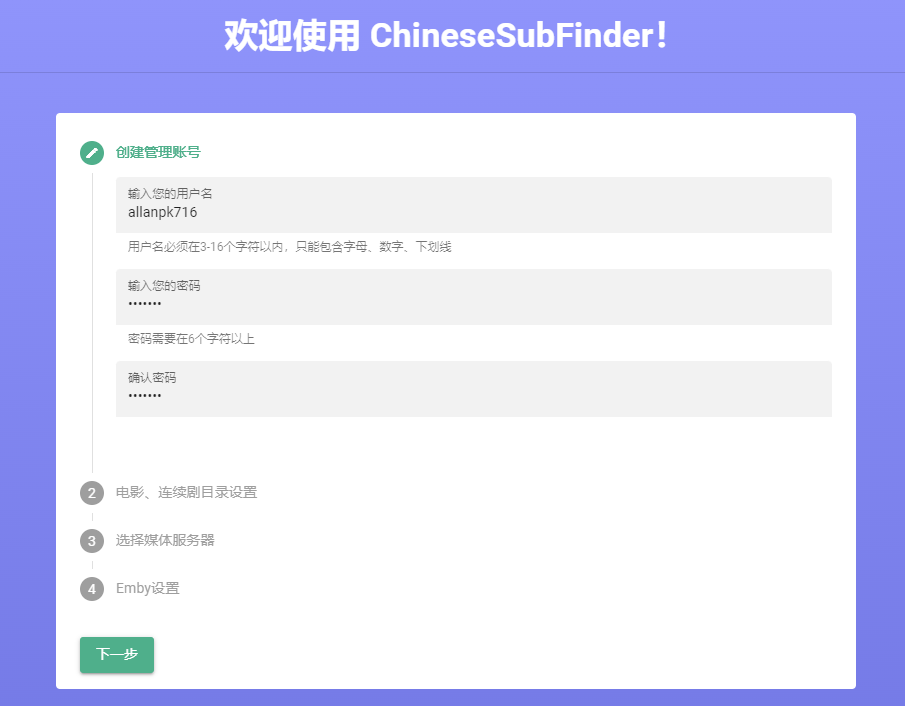 欢迎使用 ChineseSubFinder！
创建管理账号
输入您的用户名
allanpk716
用户名必须在3-16个字符以内，只能包含字母、数字、下划线
输入您的密码
•••••••
密码需要在6个字符以上
确认密码
•••••••
2 电影、连续剧目录设置
3 选择媒体服务器
4 Emby设置
下一步